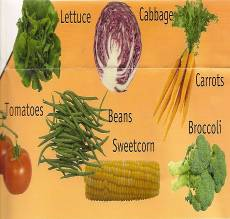 Lettuce
Cabbage
Carrots
Tomatoes
Beans
Sweetcorn
Broccoli